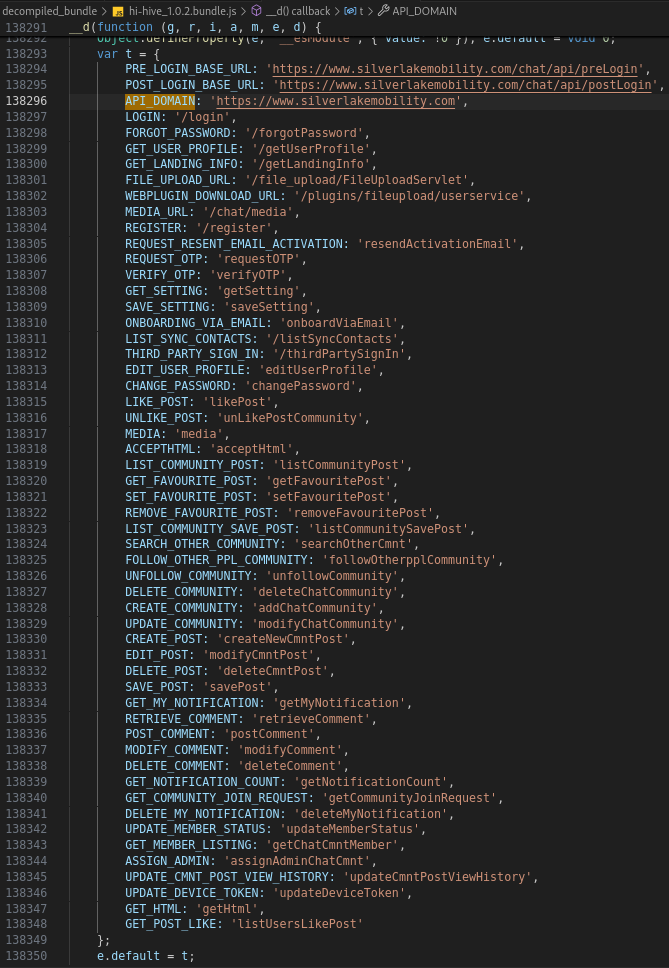 decompiled_bundle > hi-hive_1.0.2.bundle.js > __d() callback > t > API_DOMAIN
138291 __d(function (g, r, i, a, m, e, d) {
138292 Object.defineProperty(e, '__esModule', { value: !0 }), e.default = void 0;
138293 var t = {
138294 PRE_LOGIN_BASE_URL: 'https://www.silverlakemobility.com/chat/api/preLogin',
138295 POST_LOGIN_BASE_URL: 'https://www.silverlakemobility.com/chat/api/postLogin',
138296 API_DOMAIN: 'https://www.silverlakemobility.com',
138297 LOGIN: '/login',
138298 FORGOT_PASSWORD: '/forgotPassword',
138299 GET_USER_PROFILE: '/getUserProfile',
138300 GET_LANDING_INFO: '/getLandingInfo',
138301 FILE_UPLOAD_URL: '/file_upload/FileUploadServlet',
138302 WEBPLUGIN_DOWNLOAD_URL: '/plugins/fileupload/userservice',
138303 MEDIA_URL: '/chat/media',
138304 REGISTER: '/register',
138305 REQUEST_RESENT_EMAIL_ACTIVATION: 'resendActivationEmail',
138306 REQUEST_OTP: 'requestOTP',
138307 VERIFY_OTP: 'verifyOTP',
138308 GET_SETTING: 'getSetting',
138309 SAVE_SETTING: 'saveSetting',
138310 ONBOARDING_VIA_EMAIL: 'onboardViaEmail',
138311 LIST_SYNC_CONTACTS: '/listSyncContacts',
138312 THIRD_PARTY_SIGN_IN: '/thirdPartySignIn',
138313 EDIT_USER_PROFILE: 'editUserProfile',
138314 CHANGE_PASSWORD: 'changePassword',
138315 LIKE_POST: 'likePost',
138316 UNLIKE_POST: 'unLikePostCommunity',
138317 MEDIA: 'media',
138318 ACCEPTHTML: 'acceptHtml',
138319 LIST_COMMUNITY_POST: 'listCommunityPost',
138320 GET_FAVOURITE_POST: 'getFavouritePost',
138321 SET_FAVOURITE_POST: 'setFavouritePost',
138322 REMOVE_FAVOURITE_POST: 'removeFavouritePost',
138323 LIST_COMMUNITY_SAVE_POST: 'listCommunitySavePost',
138324 SEARCH_OTHER_COMMUNITY: 'searchOtherCmnt',
138325 FOLLOW_OTHER_PPL_COMMUNITY: 'followOtherpplCommunity',
138326 UNFOLLOW_COMMUNITY: 'unfollowCommunity',
138327 DELETE_COMMUNITY: 'deleteChatCommunity',
138328 CREATE_COMMUNITY: 'addChatCommunity',
138329 UPDATE_COMMUNITY: 'modifyChatCommunity',
138330 CREATE_POST: 'createNewCmntPost',
138331 EDIT_POST: 'modifyCmntPost',
138332 DELETE_POST: 'deleteCmntPost',
138333 SAVE_POST: 'savePost',
138334 GET_MY_NOTIFICATION: 'getMyNotification',
138335 RETRIEVE_COMMENT: 'retrieveComment',
138336 POST_COMMENT: 'postComment',
138337 MODIFY_COMMENT: 'modifyComment',
138338 DELETE_COMMENT: 'deleteComment',
138339 GET_NOTIFICATION_COUNT: 'getNotificationCount',
138340 GET_COMMUNITY_JOIN_REQUEST: 'getCommunityJoinRequest',
138341 DELETE_MY_NOTIFICATION: 'deleteMyNotification',
138342 UPDATE_MEMBER_STATUS: 'updateMemberStatus',
138343 GET_MEMBER_LISTING: 'getChatCmntMember',
138344 ASSIGN_ADMIN: 'assignAdminChatCmnt',
138345 UPDATE_CMNT_POST_VIEW_HISTORY: 'updateCmntPostViewHistory',
138346 UPDATE_DEVICE_TOKEN: 'updateDeviceToken',
138347 GET_HTML: 'getHtml',
138348 GET_POST_LIKE: 'listUsersLikePost'
138349 };
138350 e.default = t;